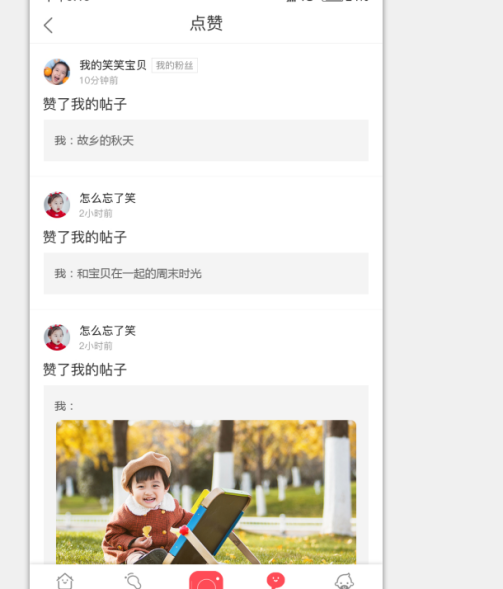 点赞
我的笑笑宝贝 我的粉丝
10分钟前
赞了我的帖子
我：故乡的秋天
怎么忘了笑
2小时前
赞了我的帖子
我：和宝贝在一起的周末时光
怎么忘了笑
2小时前
赞了我的帖子
我：